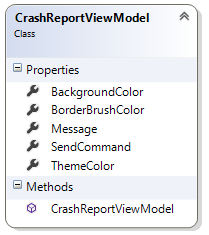 CrashReportViewModel
Class
Properties
BackgroundColor
BorderBrushColor
Message
SendCommand
ThemeColor
Methods
CrashReportViewModel